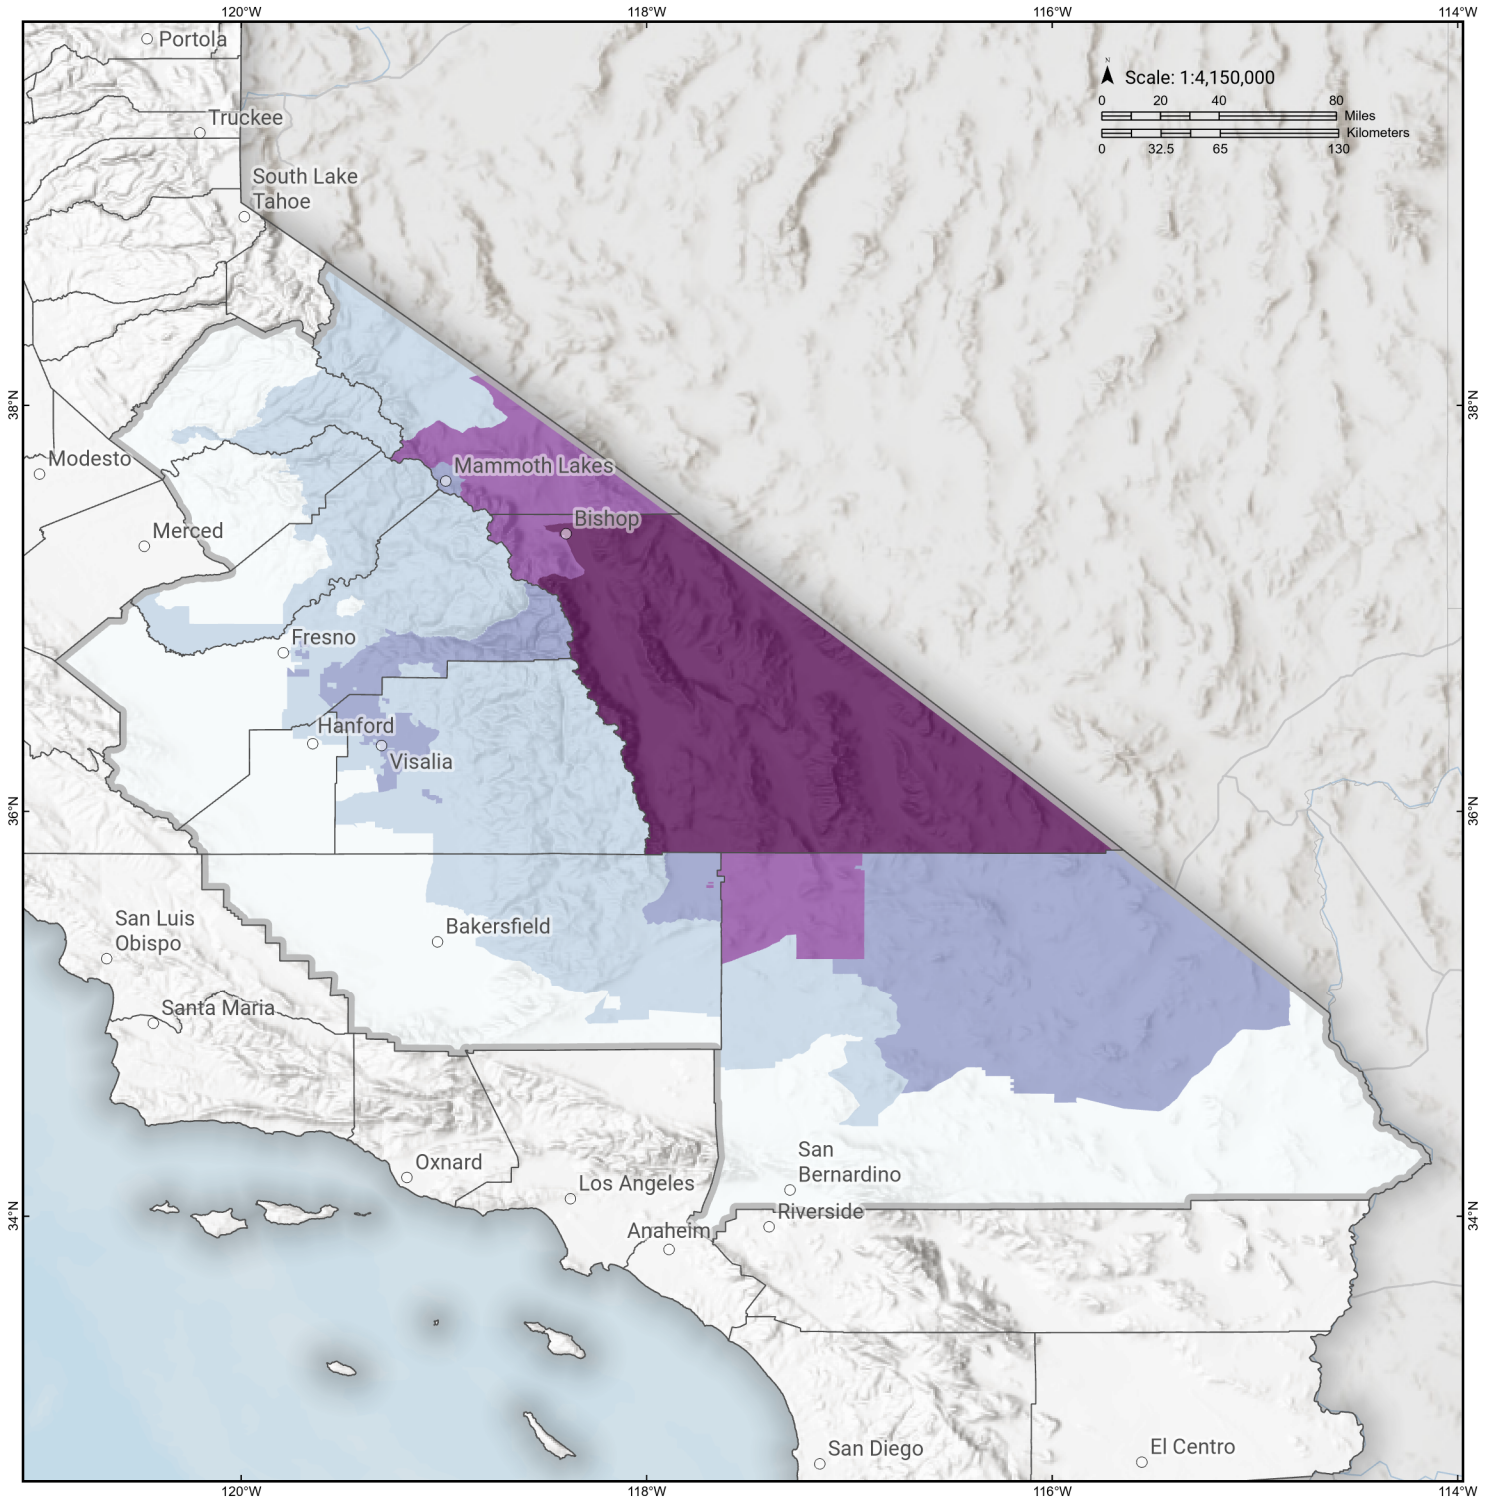 120°W
118°W
116°W
114°W
Portola
N
Scale: 1:4,150,000
0 20 40 80
Miles
Kilometers
0 32.5 65 130
Truckee
South Lake
Tahoe
38°N
38°N
Modesto
Mammoth Lakes
Merced
Bishop
Fresno
Hanford
Visalia
36°N
36°N
San Luis
Obispo
Bakersfield
Santa Maria
San
Bernardino
Oxnard
Los Angeles
Riverside
34°N
34°N
Anaheim
San Diego
El Centro
120°W
118°W
116°W
114°W